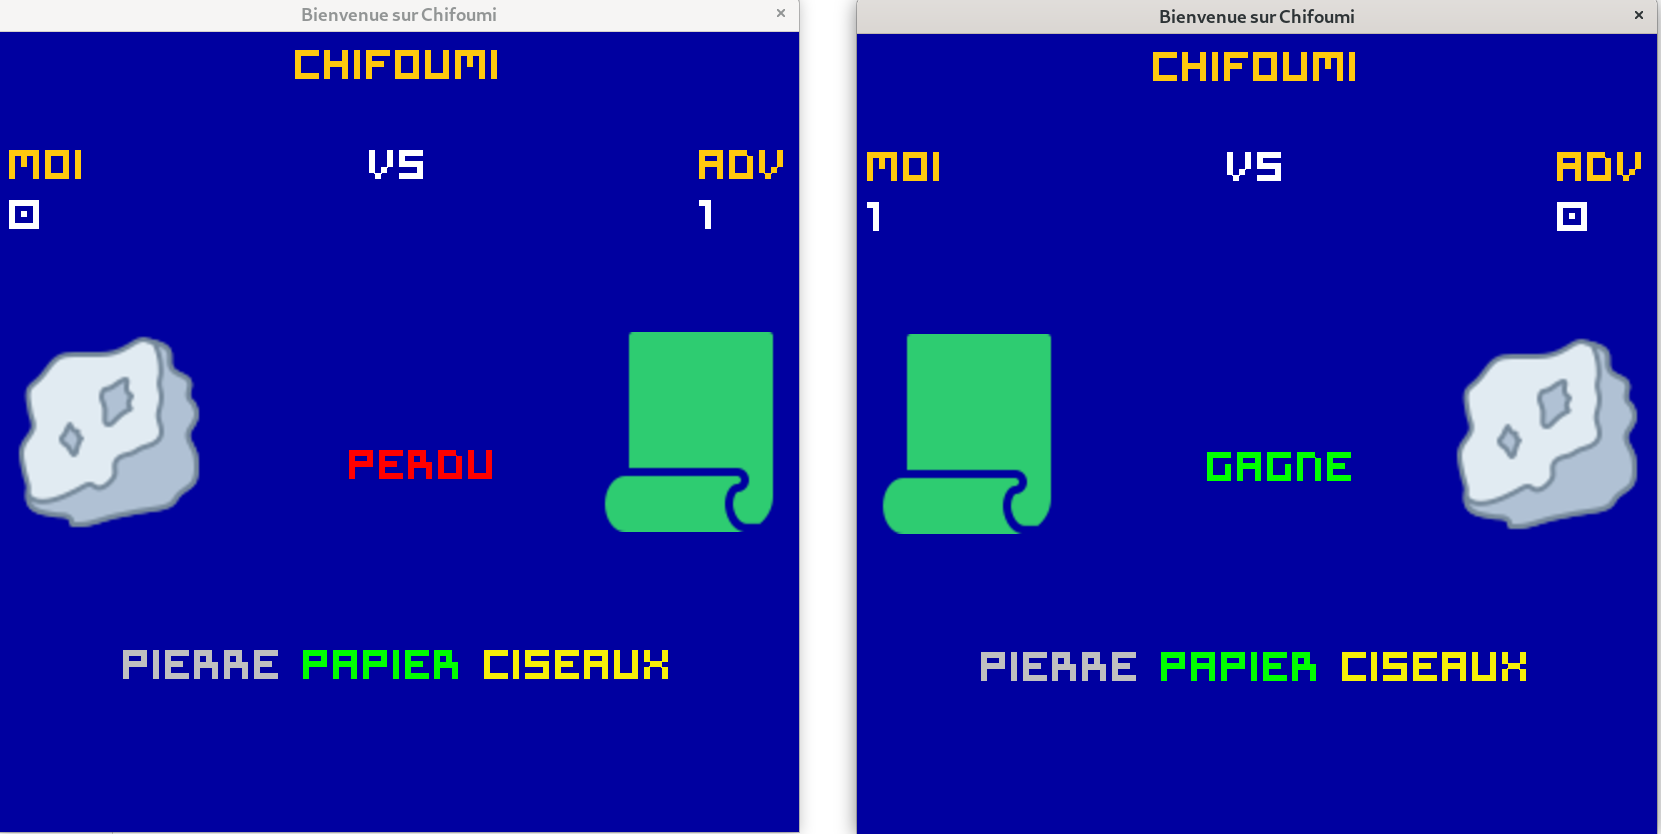 Bienvenue sur Chifoumi ×
CHIFOUMI
MOI VS ADV
0 1
PERDU
PIERRE PAPIER CISEAUX
Bienvenue sur Chifoumi ×
CHIFOUMI
MOI VS ADV
1 0
GAGNE
PIERRE PAPIER CISEAUX